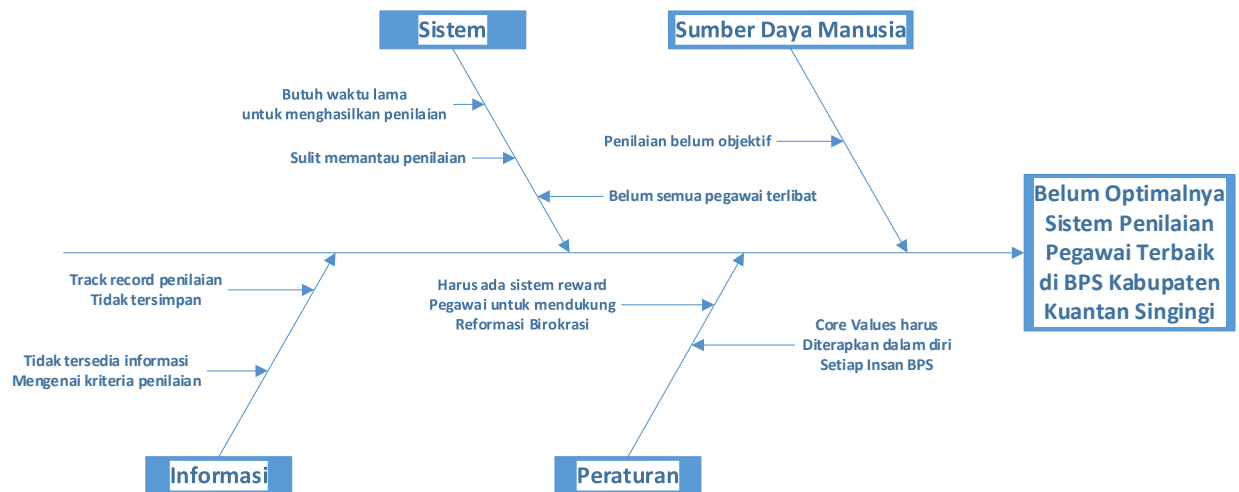 Sistem
Sumber Daya Manusia
Butuh waktu lama
untuk menghasilkan penilaian
Sulit memantau penilaian
Belum semua pegawai terlibat
Penilaian belum objektif
Belum Optimalnya
Sistem Penilaian
Pegawai Terbaik
di BPS Kabupaten
Kuantan Singingi
Track record penilaian
Tidak tersimpan
Tidak tersedia informasi
Mengenai kriteria penilaian
Harus ada sistem reward
Pegawai untuk mendukung
Reformasi Birokrasi
Core Values harus
Diterapkan dalam diri
Setiap Insan BPS
Informasi
Peraturan